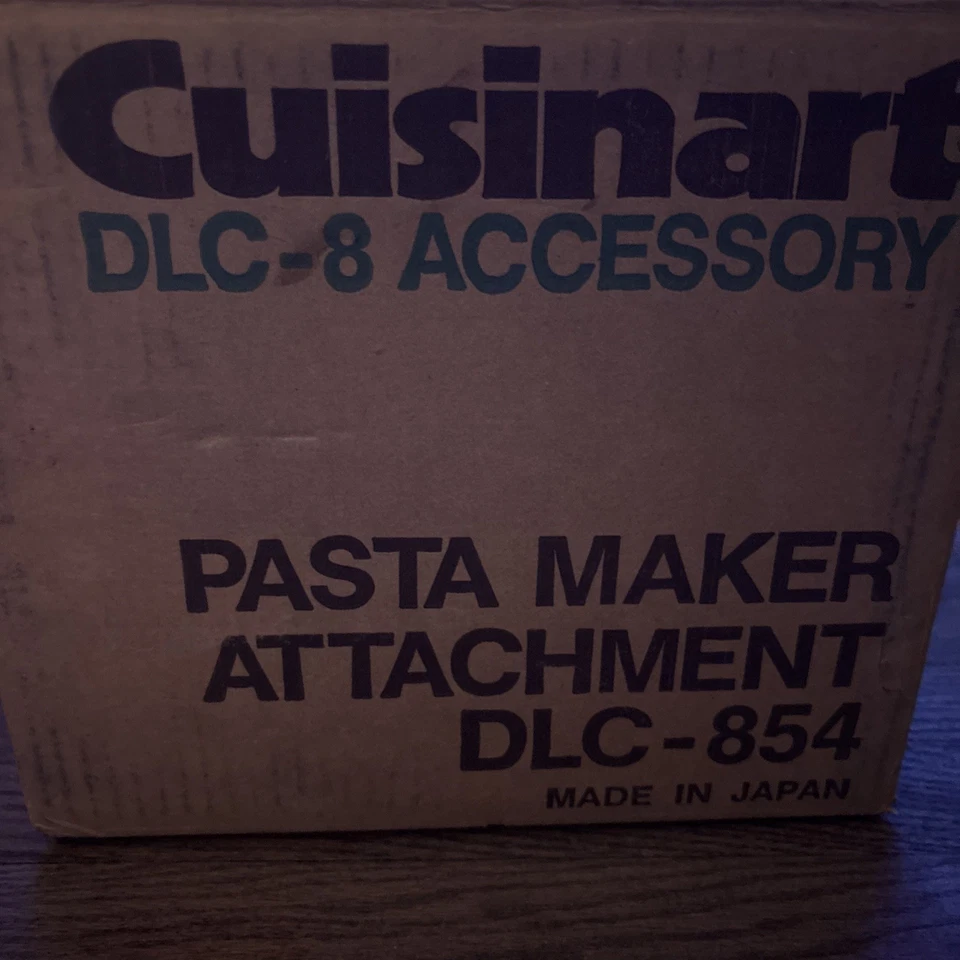 Cuisinart
DLC-8 ACCESSORY
PASTA MAKER
ATTACHMENT
DLC-854
MADE IN JAPAN